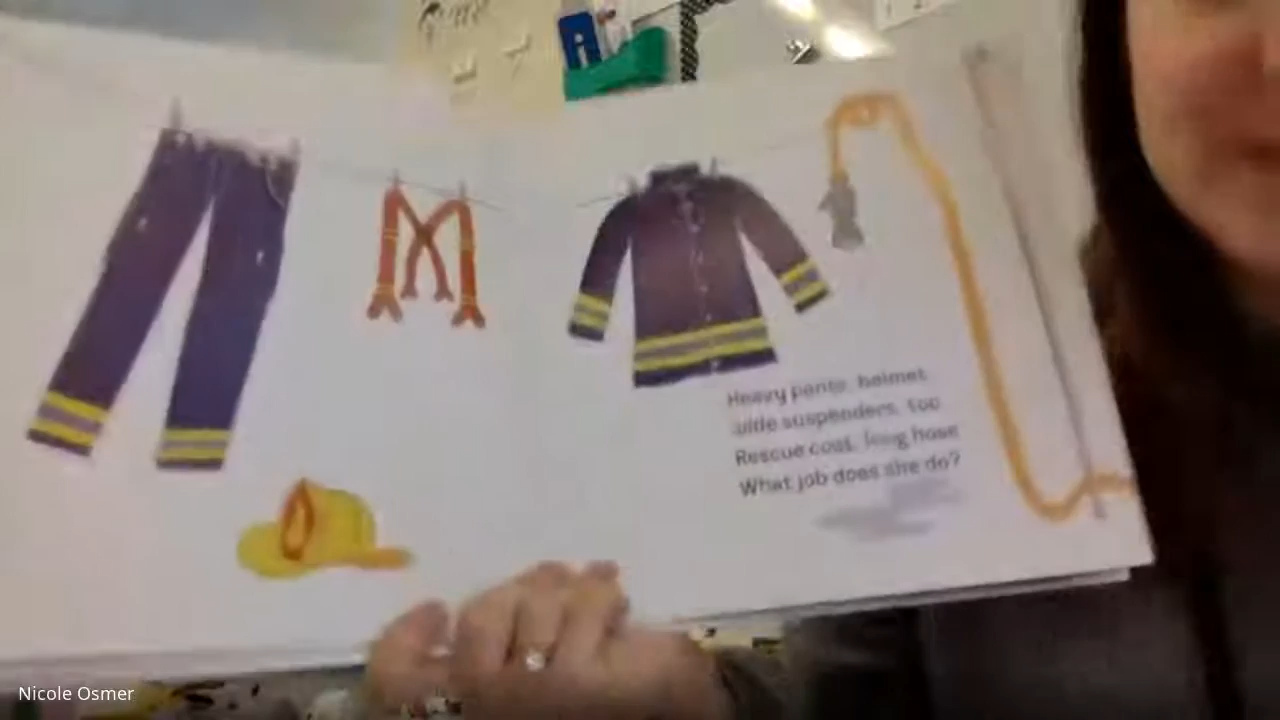 Heavy pants, helmet
wide suspenders, too
Rescue coat, long hose
What job does she do?
Nicole Osmer